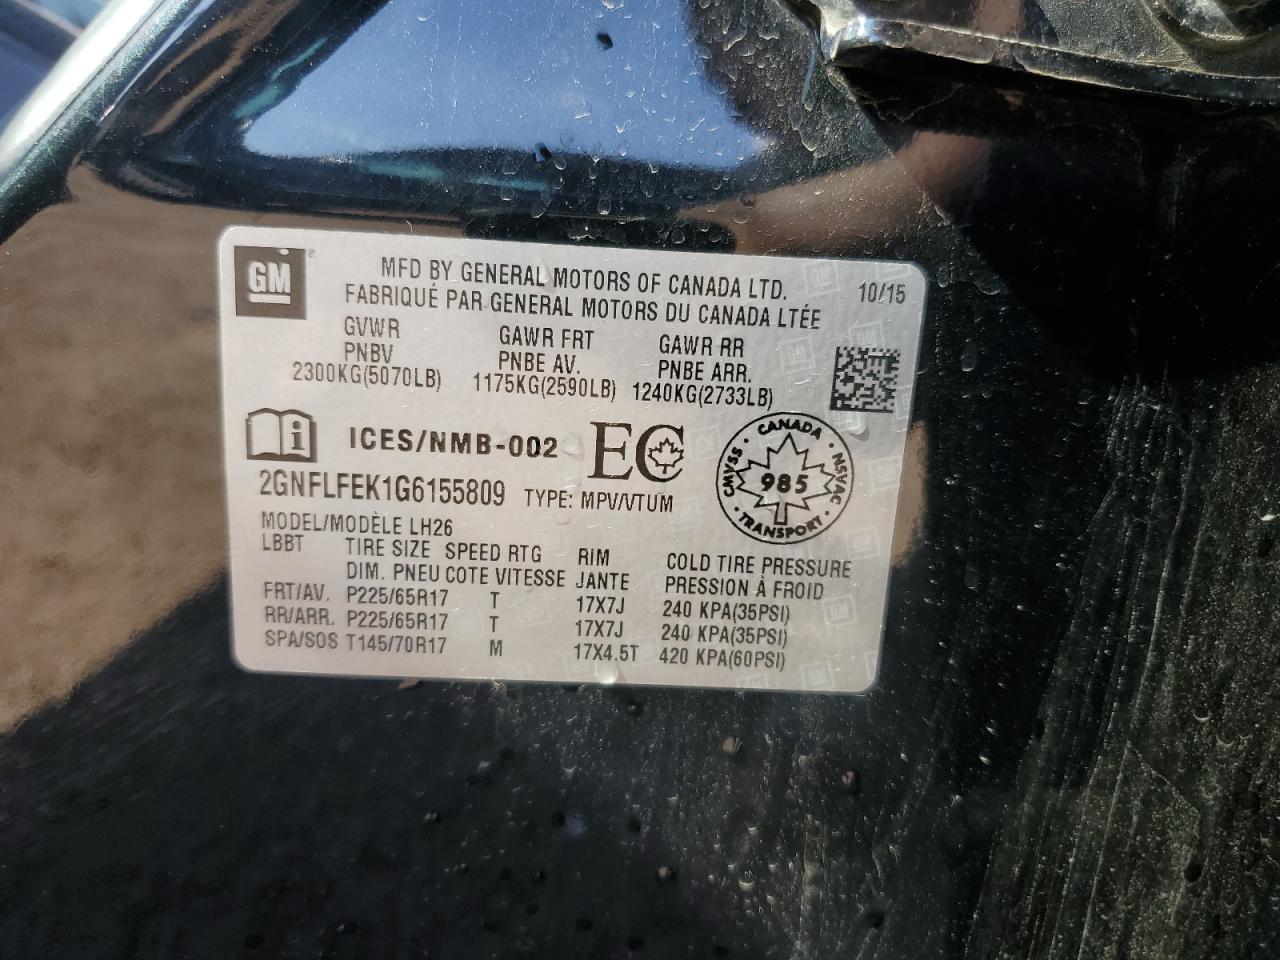 GM
MFD BY GENERAL MOTORS OF CANADA LTD.
10/15
FABRIQUÉ PAR GENERAL MOTORS DU CANADA LTÉE
GVWR GAWR FRT GAWR RR
PNBV PNBE AV. PNBE ARR.
2300KG(5070LB) 1175KG(2590LB) 1240KG(2733LB)
i ICES/NMB-002 EC
CANADA
CMVSS 985 NSVAC
TRANSPORT
2GNFLFEK1G6155809 TYPE: MPV/VTUM
MODEL/MODÈLE LH26
LBBT TIRE SIZE SPEED RTG RIM COLD TIRE PRESSURE
DIM. PNEU COTE VITESSE JANTE PRESSION À FROID
FRT/AV. P225/65R17 T 17X7J 240 KPA(35PSI)
RR/ARR. P225/65R17 T 17X7J 240 KPA(35PSI)
SPA/SOS T145/70R17 M 17X4.5T 420 KPA(60PSI)